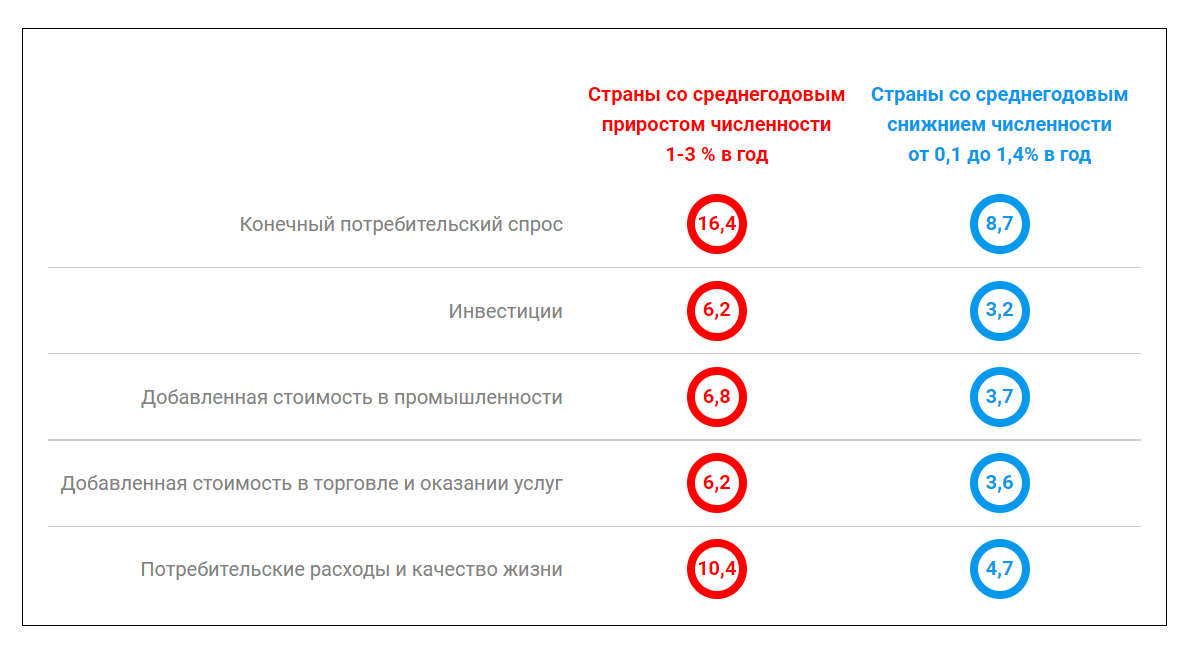 Страны со среднегодовым
приростом численности
1-3 % в год
Страны со среднегодовым
снижнием численности
от 0,1 до 1,4% в год
Конечный потребительский спрос 16,4 8,7
Инвестиции 6,2 3,2
Добавленная стоимость в промышленности 6,8 3,7
Добавленная стоимость в торговле и оказании услуг 6,2 3,6
Потребительские расходы и качество жизни 10,4 4,7